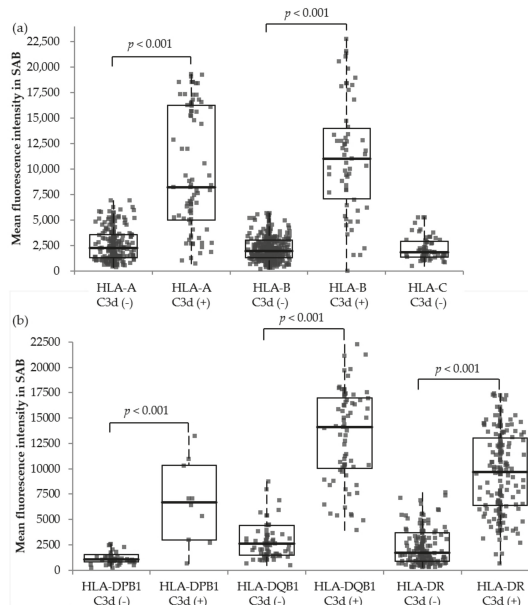 (a)
Mean fluorescence intensity in SAB
22,500
20,000
17,500
15,000
12,500
10,000
7,500
5,000
2,500
0
p < 0.001
p < 0.001
HLA-A HLA-A HLA-B HLA-B HLA-C
C3d (-) C3d (+) C3d (-) C3d (+) C3d (-)
(b)
Mean fluorescence intensity in SAB
25000
22500
20000
17500
15000
12500
10000
7500
5000
2500
0
p < 0.001
p < 0.001
p < 0.001
HLA-DPB1 HLA-DPB1 HLA-DQB1 HLA-DQB1 HLA-DR HLA-DR
C3d (-) C3d (+) C3d (-) C3d (+) C3d (-) C3d (+)